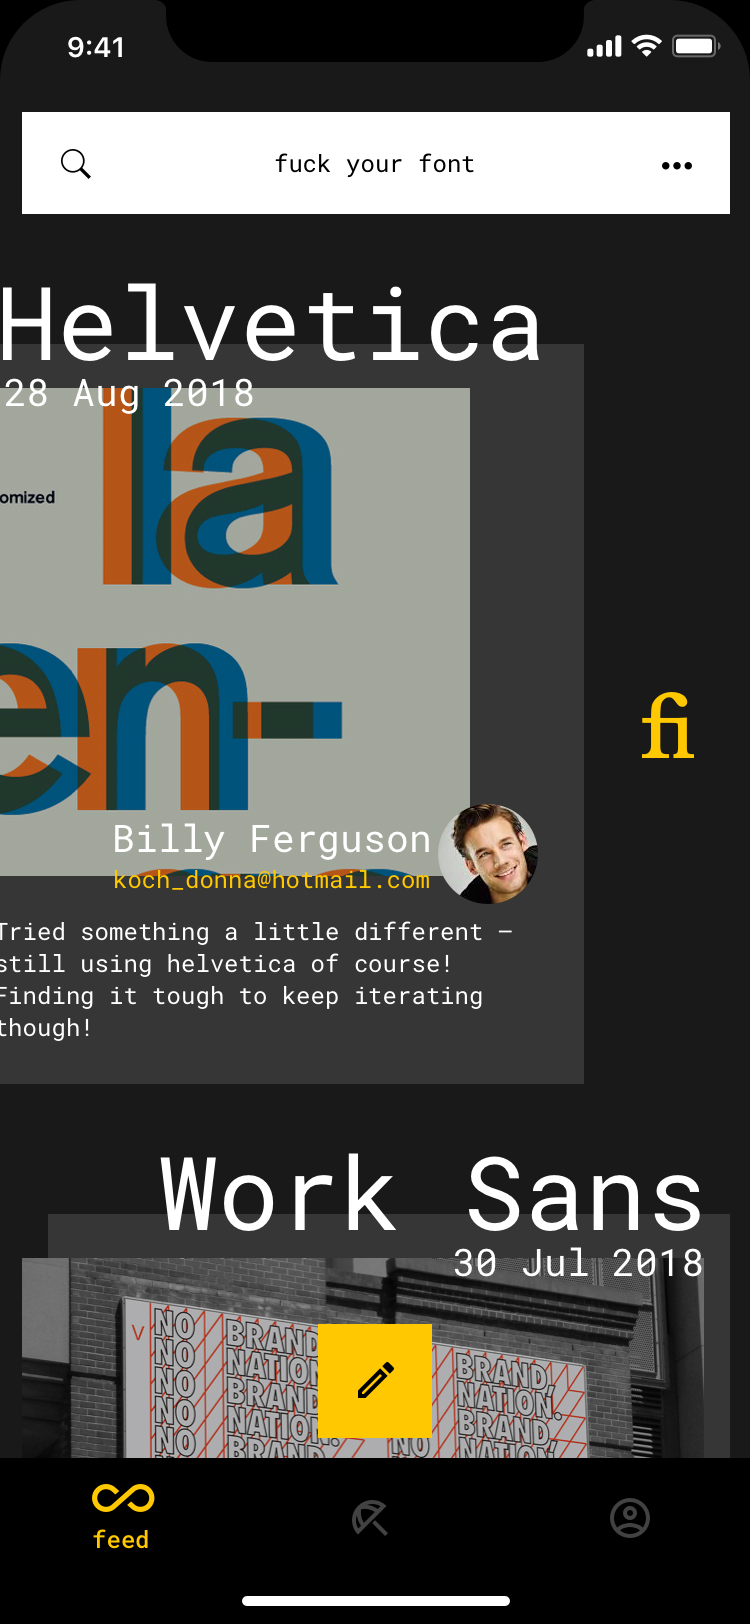 9:41
fuck your font
Helvetica
28 Aug 2018
la
omized
en-
fi
Billy Ferguson
koch_donna@hotmail.com
Tried something a little different –
still using helvetica of course!
Finding it tough to keep iterating
though!
Work Sans
30 Jul 2018
V
NO BRAND, BRAND,
NO NATION. NATION.
NO BRAND, BRAND,
NO NATION. NATION.
NO BRAND,
NO
feed